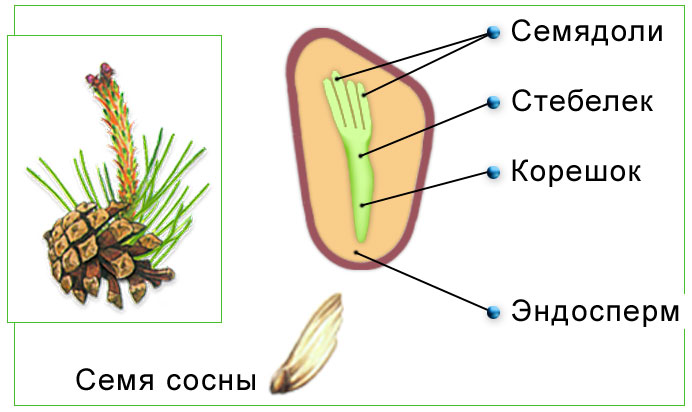 Семядоли
Стебелек
Корешок
Эндосперм
Семя сосны